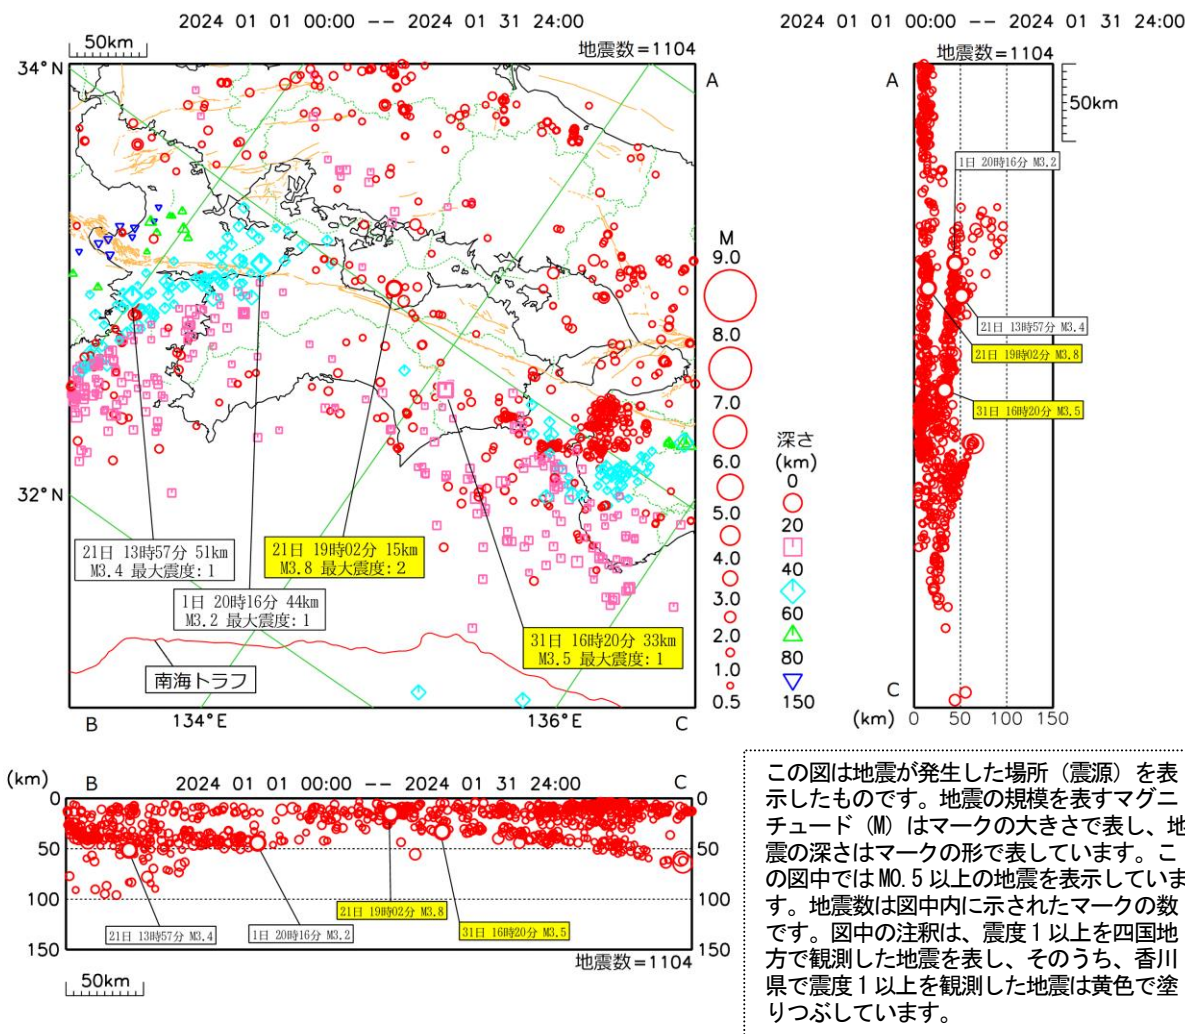 2024 01 01 00:00 -- 2024 01 31 24:00
50km
地震数=1104
34°N
32°N
A
B
C
134°E
136°E
21日 13時57分 51km
M3.4 最大震度:1
1日 20時16分 44km
M3.2 最大震度:1
21日 19時02分 15km
M3.8 最大震度:2
31日 16時20分 33km
M3.5 最大震度:1
南海トラフ
M
9.0
8.0
7.0
6.0
5.0
4.0
3.0
2.0
1.0
0.5
深さ
(km)
0
20
40
60
80
150
2024 01 01 00:00 -- 2024 01 31 24:00
地震数=1104
A
50km
1日 20時16分 M3.2
21日 13時57分 M3.4
21日 19時02分 M3.8
31日 16時20分 M3.5
C
(km) 0 50 100 150
(km) B 2024 01 01 00:00 -- 2024 01 31 24:00 C
0 0
50 50
100 100
150 150
21日 13時57分 M3.4
1日 20時16分 M3.2
21日 19時02分 M3.8
31日 16時20分 M3.5
地震数=1104
50km
この図は地震が発生した場所（震源）を表
示したものです。地震の規模を表すマグニ
チュード（M）はマークの大きさで表し、地
震の深さはマークの形で表しています。こ
の図中ではM0.5以上の地震を表示していま
す。地震数は図中内に示されたマークの数
です。図中の注釈は、震度1以上を四国地
方で観測した地震を表し、そのうち、香川
県で震度1以上を観測した地震は黄色で塗
りつぶしています。